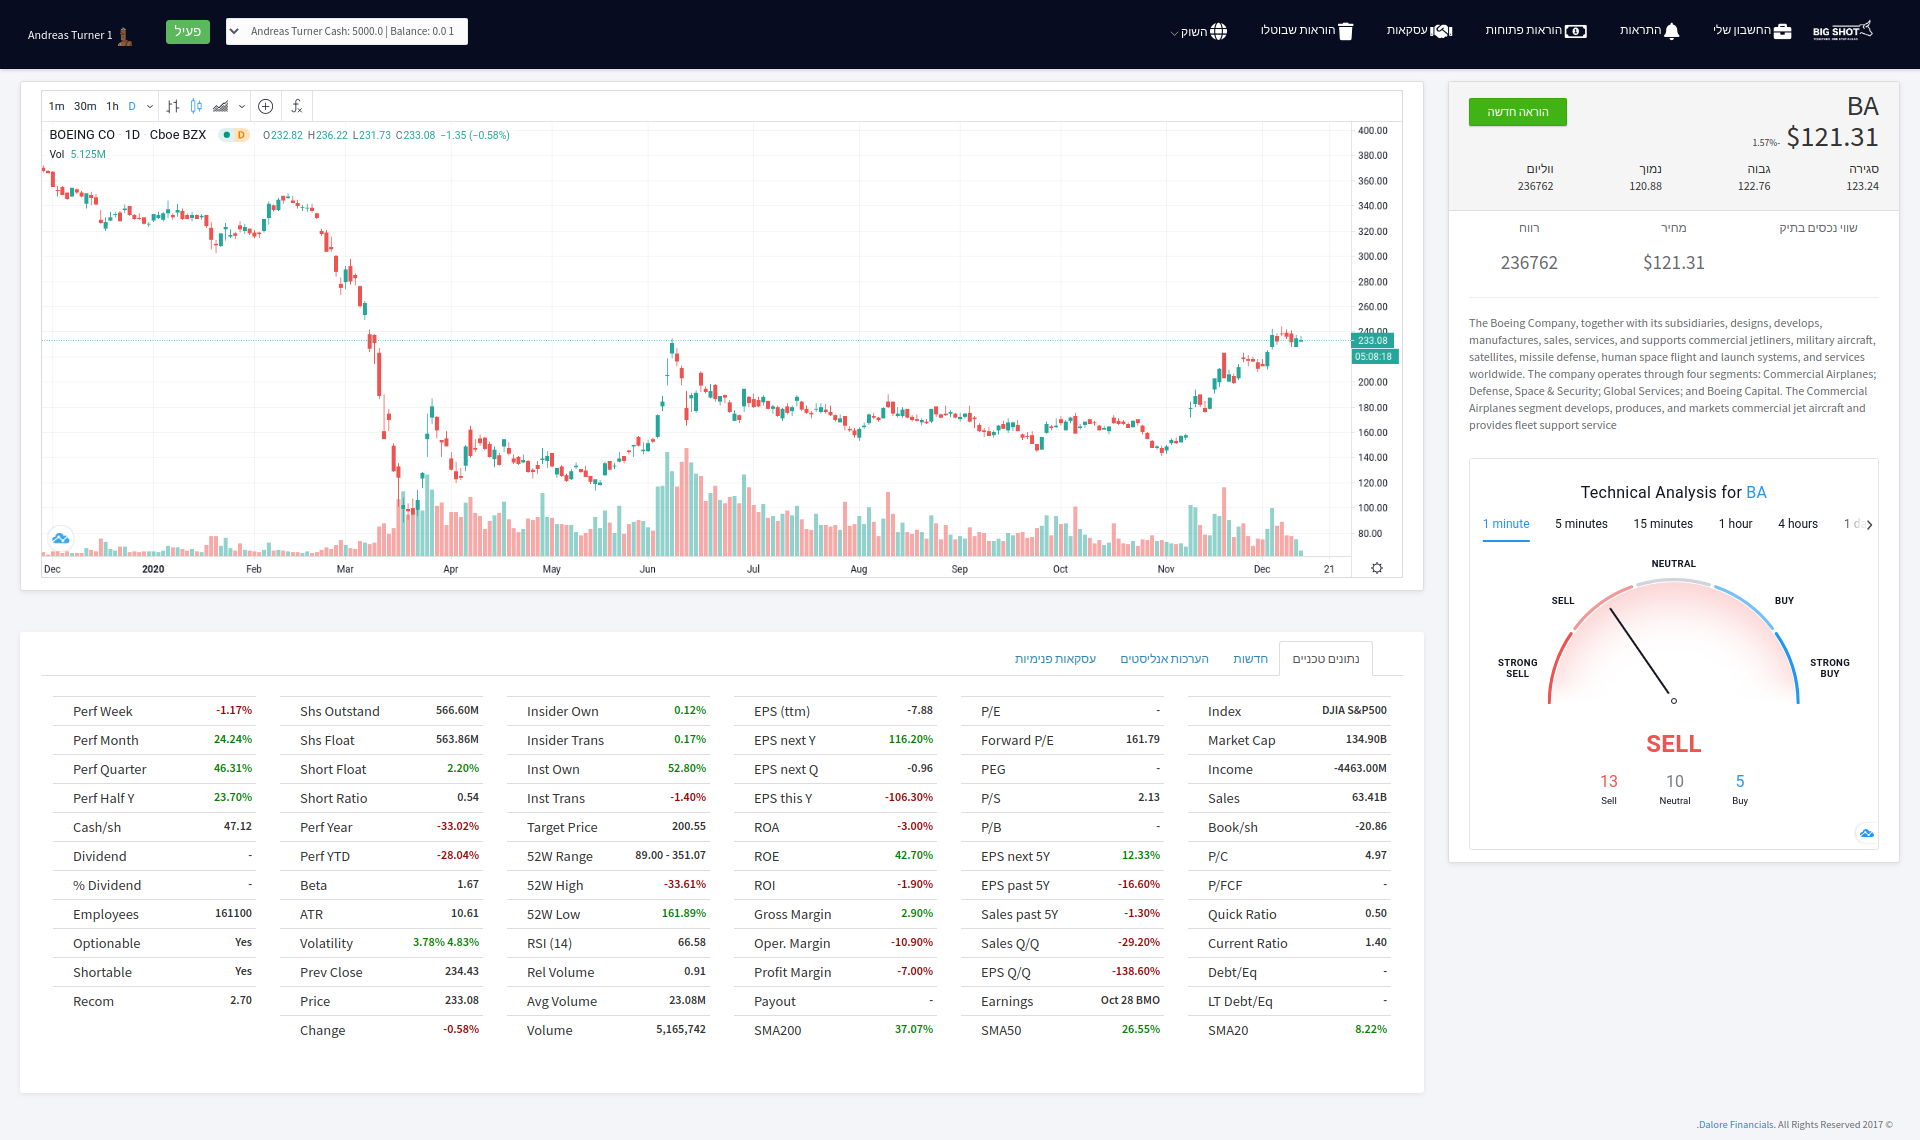 Andreas Turner 1
פעיל
Andreas Turner Cash: 5000.0 | Balance: 0.0 1
השוק
הוראות שבוטלו
עסקאות
הוראות פתוחות
התראות
החשבון שלי
BIG SHOT
1m 30m 1h D
BOEING CO 1D Cboe BZX D O232.82 H236.22 L231.73 C233.08 −1.35 (−0.58%)
Vol 5.125M
400.00
380.00
360.00
340.00
320.00
300.00
280.00
260.00
240.00
233.08
05:08:18
200.00
180.00
160.00
140.00
120.00
100.00
80.00
Dec 2020 Feb Mar Apr May Jun Jul Aug Sep Oct Nov Dec 21
BA
הוראה חדשה
$121.31
-1.57%
סגירה גבוה נמוך ווליום
123.24 122.76 120.88 236762
שווי נכסים בתיק מחיר רווח
$121.31 236762
The Boeing Company, together with its subsidiaries, designs, develops,
manufactures, sales, services, and supports commercial jetliners, military aircraft,
satellites, missile defense, human space flight and launch systems, and services
worldwide. The company operates through four segments: Commercial Airplanes;
Defense, Space & Security; Global Services; and Boeing Capital. The Commercial
Airplanes segment develops, produces, and markets commercial jet aircraft and
provides fleet support service
Technical Analysis for BA
1 minute 5 minutes 15 minutes 1 hour 4 hours 1 da
NEUTRAL
SELL BUY
STRONG SELL
STRONG BUY
SELL
13 10 5
Sell Neutral Buy
נתונים טכניים חדשות הערכות אנליסטים עסקאות פנימיות
Perf Week -1.17% Shs Outstand 566.60M Insider Own 0.12% EPS (ttm) -7.88 P/E - Index DJIA S&P500
Perf Month 24.24% Shs Float 563.86M Insider Trans 0.17% EPS next Y 116.20% Forward P/E 161.79 Market Cap 134.90B
Perf Quarter 46.31% Short Float 2.20% Inst Own 52.80% EPS next Q -0.96 PEG - Income -4463.00M
Perf Half Y 23.70% Short Ratio 0.54 Inst Trans -1.40% EPS this Y -106.30% P/S 2.13 Sales 63.41B
Cash/sh 47.12 Perf Year -33.02% Target Price 200.55 ROA -3.00% P/B - Book/sh -20.86
Dividend - Perf YTD -28.04% 52W Range 89.00 - 351.07 ROE 42.70% EPS next 5Y 12.33% P/C 4.97
% Dividend - Beta 1.67 52W High -33.61% ROI -1.90% EPS past 5Y -16.60% P/FCF -
Employees 161100 ATR 10.61 52W Low 161.89% Gross Margin 2.90% Sales past 5Y -1.30% Quick Ratio 0.50
Optionable Yes Volatility 3.78% 4.83% RSI (14) 66.58 Oper. Margin -10.90% Sales Q/Q -29.20% Current Ratio 1.40
Shortable Yes Prev Close 234.43 Rel Volume 0.91 Profit Margin -7.00% EPS Q/Q -138.60% Debt/Eq -
Recom 2.70 Price 233.08 Avg Volume 23.08M Payout - Earnings Oct 28 BMO LT Debt/Eq -
Change -0.58% Volume 5,165,742 SMA200 37.07% SMA50 26.55% SMA20 8.22%
.Dalore Financials. All Rights Reserved 2017 ©